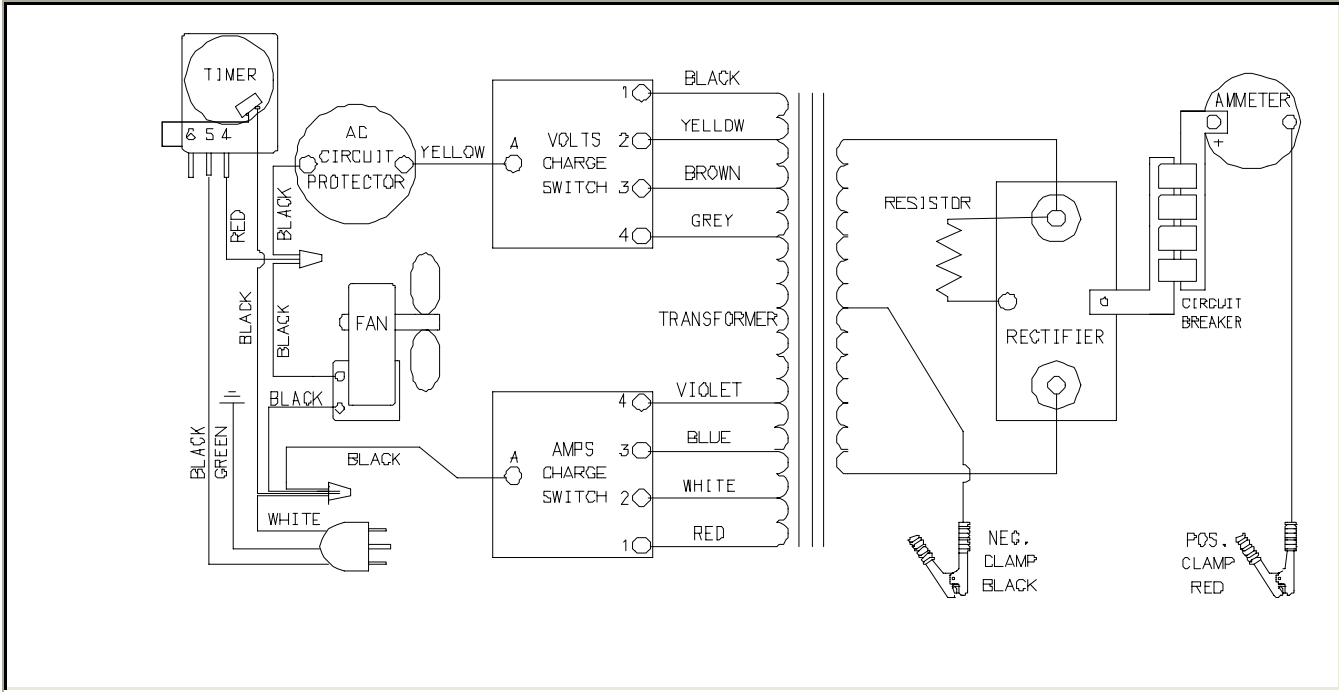 TIMER
6 5 4
AC
CIRCUIT
PROTECTOR
YELLOW
A
VOLTS
CHARGE
SWITCH
1
2
3
4
BLACK
YELLOW
BROWN
GREY
RED
BLACK
BLACK
BLACK
FAN
BLACK
BLACK
GREEN
BLACK
WHITE
TRANSFORMER
A
AMPS
CHARGE
SWITCH
4
3
2
1
VIOLET
BLUE
WHITE
RED
RESISTOR
RECTIFIER
AMMETER
+
CIRCUIT
BREAKER
NEG.
CLAMP
BLACK
POS.
CLAMP
RED